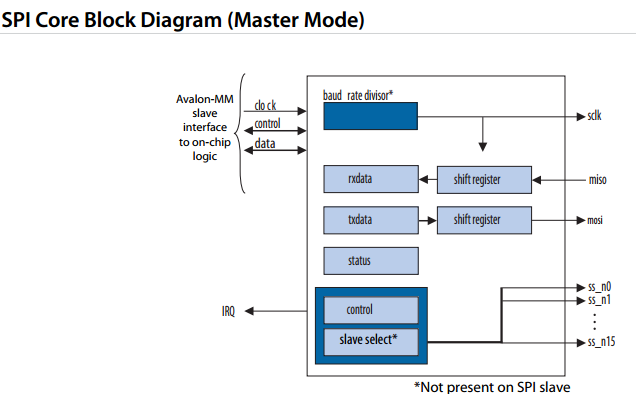 SPI Core Block Diagram (Master Mode)
Avalon-MM
slave
interface
to on-chip
logic
clo ck
control
data
baud rate divisor*
sclk
rxdata
shift register
miso
txdata
shift register
mosi
status
control
slave select*
IRQ
ss_n0
ss_n1
ss_n15
*Not present on SPI slave